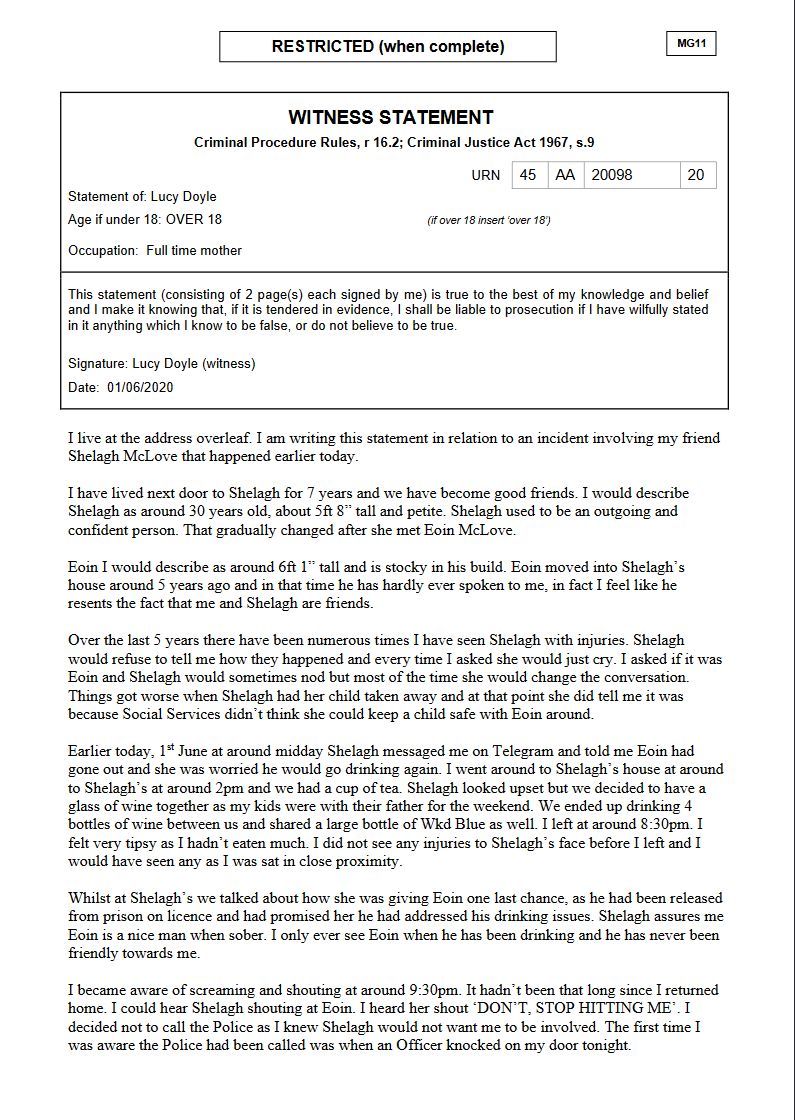 RESTRICTED (when complete)
MG11
WITNESS STATEMENT
Criminal Procedure Rules, r 16.2; Criminal Justice Act 1967, s.9
URN 45 AA 20098 20
Statement of: Lucy Doyle
Age if under 18: OVER 18 (if over 18 insert ‘over 18’)
Occupation: Full time mother
This statement (consisting of 2 page(s) each signed by me) is true to the best of my knowledge and belief
and I make it knowing that, if it is tendered in evidence, I shall be liable to prosecution if I have wilfully stated
in it anything which I know to be false, or do not believe to be true.
Signature: Lucy Doyle (witness)
Date: 01/06/2020
I live at the address overleaf. I am writing this statement in relation to an incident involving my friend
Shelagh McLove that happened earlier today.
I have lived next door to Shelagh for 7 years and we have become good friends. I would describe
Shelagh as around 30 years old, about 5ft 8” tall and petite. Shelagh used to be an outgoing and
confident person. That gradually changed after she met Eoin McLove.
Eoin I would describe as around 6ft 1” tall and is stocky in his build. Eoin moved into Shelagh’s
house around 5 years ago and in that time he has hardly ever spoken to me, in fact I feel like he
resents the fact that me and Shelagh are friends.
Over the last 5 years there have been numerous times I have seen Shelagh with injuries. Shelagh
would refuse to tell me how they happened and every time I asked she would just cry. I asked if it was
Eoin and Shelagh would sometimes nod but most of the time she would change the conversation.
Things got worse when Shelagh had her child taken away and at that point she did tell me it was
because Social Services didn’t think she could keep a child safe with Eoin around.
Earlier today, 1st June at around midday Shelagh messaged me on Telegram and told me Eoin had
gone out and she was worried he would go drinking again. I went around to Shelagh’s house at around
to Shelagh’s at around 2pm and we had a cup of tea. Shelagh looked upset but we decided to have a
glass of wine together as my kids were with their father for the weekend. We ended up drinking 4
bottles of wine between us and shared a large bottle of Wkd Blue as well. I left at around 8:30pm. I
felt very tipsy as I hadn’t eaten much. I did not see any injuries to Shelagh’s face before I left and I
would have seen any as I was sat in close proximity.
Whilst at Shelagh’s we talked about how she was giving Eoin one last chance, as he had been released
from prison on licence and had promised her he had addressed his drinking issues. Shelagh assures me
Eoin is a nice man when sober. I only ever see Eoin when he has been drinking and he has never been
friendly towards me.
I became aware of screaming and shouting at around 9:30pm. It hadn’t been that long since I returned
home. I could hear Shelagh shouting at Eoin. I heard her shout ‘DON’T, STOP HITTING ME’. I
decided not to call the Police as I knew Shelagh would not want me to be involved. The first time I
was aware the Police had been called was when an Officer knocked on my door tonight.